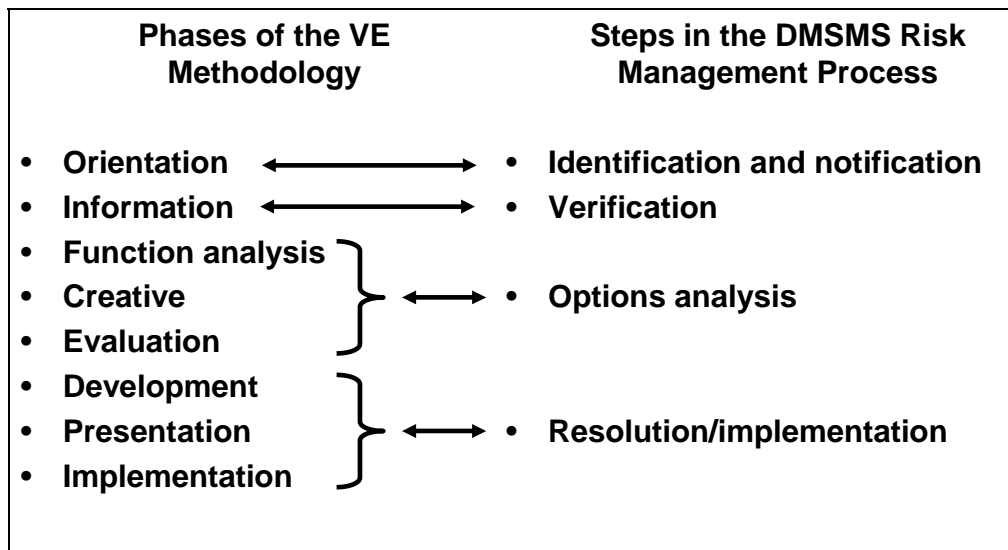 Phases of the VE
Methodology
Steps in the DMSMS Risk
Management Process
• Orientation
• Identification and notification
• Information
• Verification
• Function analysis
• Creative
• Options analysis
• Evaluation
• Development
• Presentation
• Resolution/implementation
• Implementation